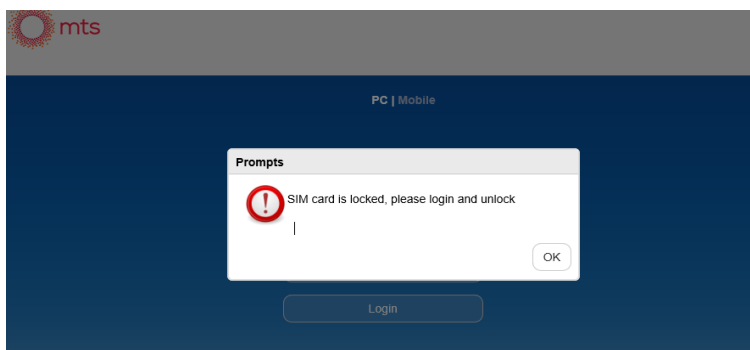 mts
PC | Mobile
Prompts
SIM card is locked, please login and unlock
OK
Login